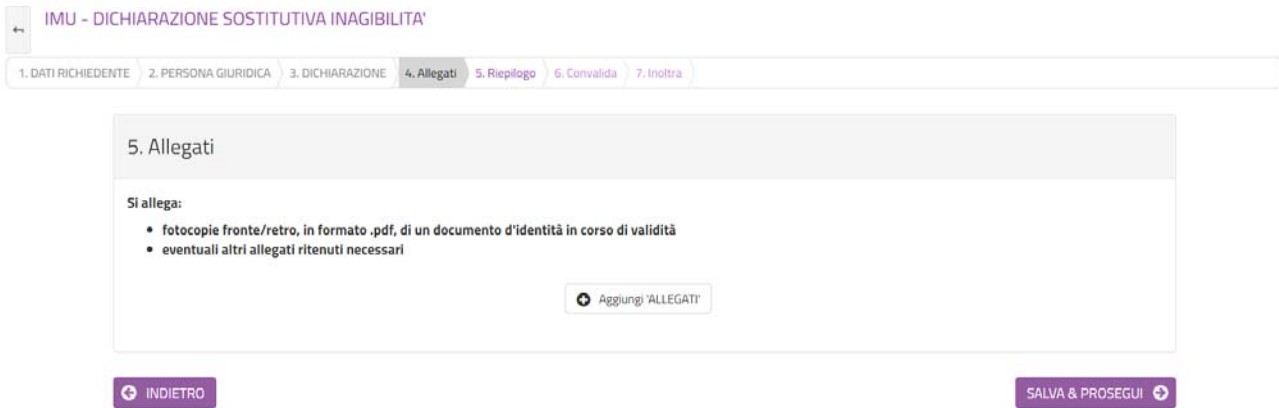 IMU - DICHIARAZIONE SOSTITUTIVA INAGIBILITA'
1. DATI RICHIEDENTE 2. PERSONA GIURIDICA 3. DICHIARAZIONE 4. Allegati 5. Riepilogo 6. Convalida 7. Inoltra
5. Allegati
Si allega:
• fotocopie fronte/retro, in formato .pdf, di un documento d'identità in corso di validità
• eventuali altri allegati ritenuti necessari
Aggiungi 'ALLEGATI'
INDIETRO SALVA & PROSEGUI